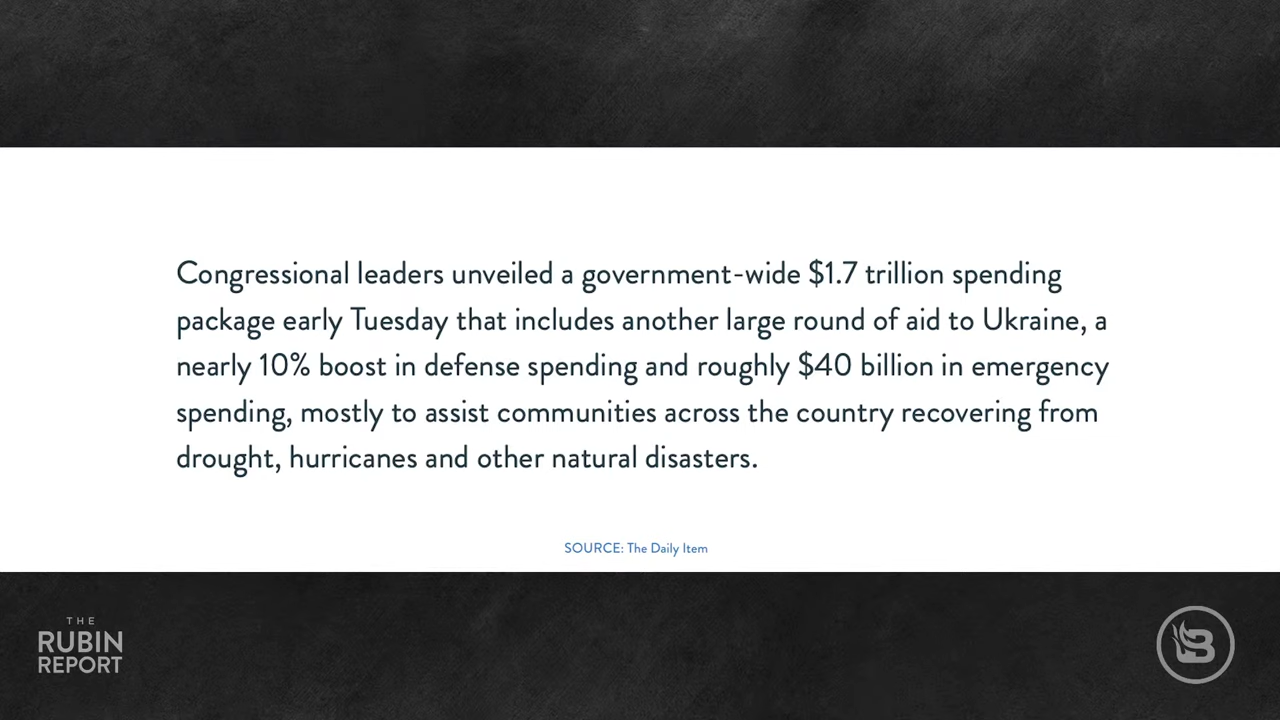 Congressional leaders unveiled a government-wide $1.7 trillion spending
package early Tuesday that includes another large round of aid to Ukraine, a
nearly 10% boost in defense spending and roughly $40 billion in emergency
spending, mostly to assist communities across the country recovering from
drought, hurricanes and other natural disasters.
SOURCE: The Daily Item
THE
RUBIN
REPORT
B